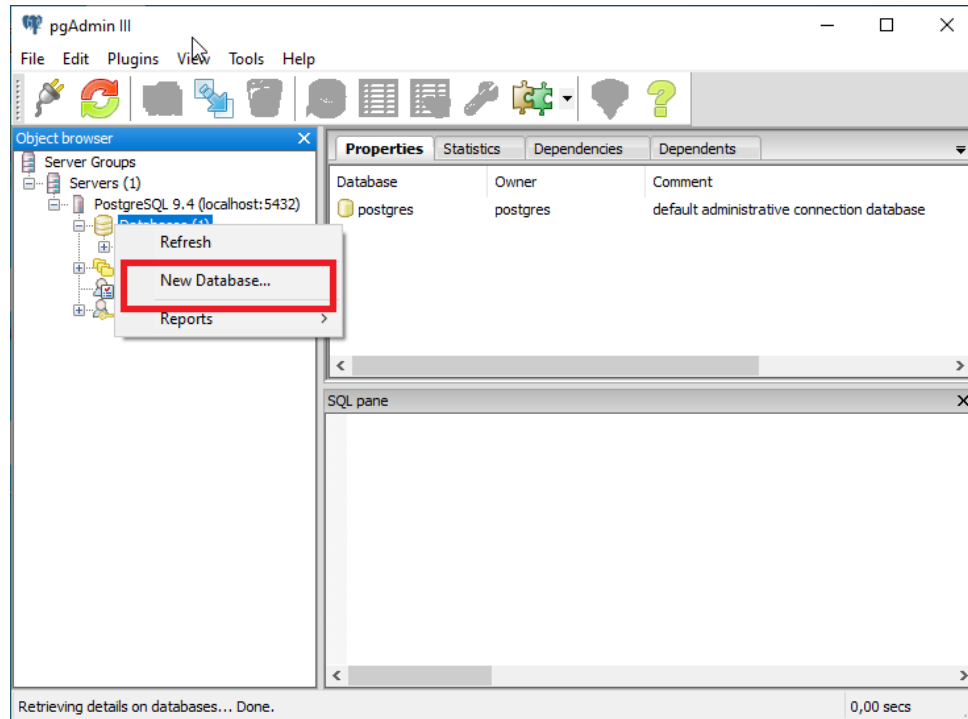 pgAdmin III
File Edit Plugins View Tools Help
Object browser
Server Groups
Servers (1)
PostgreSQL 9.4 (localhost:5432)
Databases (1)
Refresh
New Database...
Reports
Properties Statistics Dependencies Dependents
Database Owner Comment
postgres postgres default administrative connection database
SQL pane
Retrieving details on databases... Done. 0,00 secs